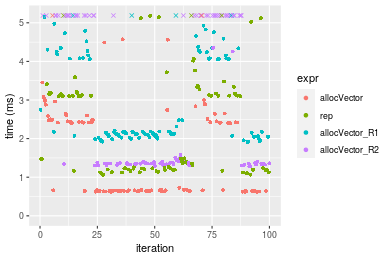 5
4
3
2
1
0
time (ms)
0
25
50
75
100
iteration
expr
allocVector
rep
allocVector_R1
allocVector_R2